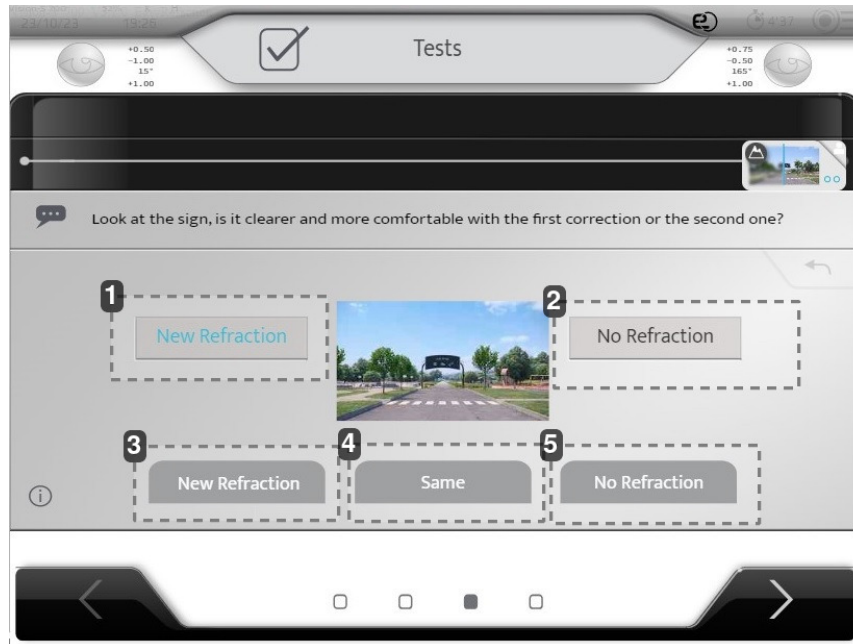 23/10/23 19:26
Tests
4'37
+0.50
-1.00
15°
+1.00
+0.75
-0.50
165°
+1.00
Look at the sign, is it clearer and more comfortable with the first correction or the second one?
1
New Refraction
2
No Refraction
3
New Refraction
4
Same
5
No Refraction